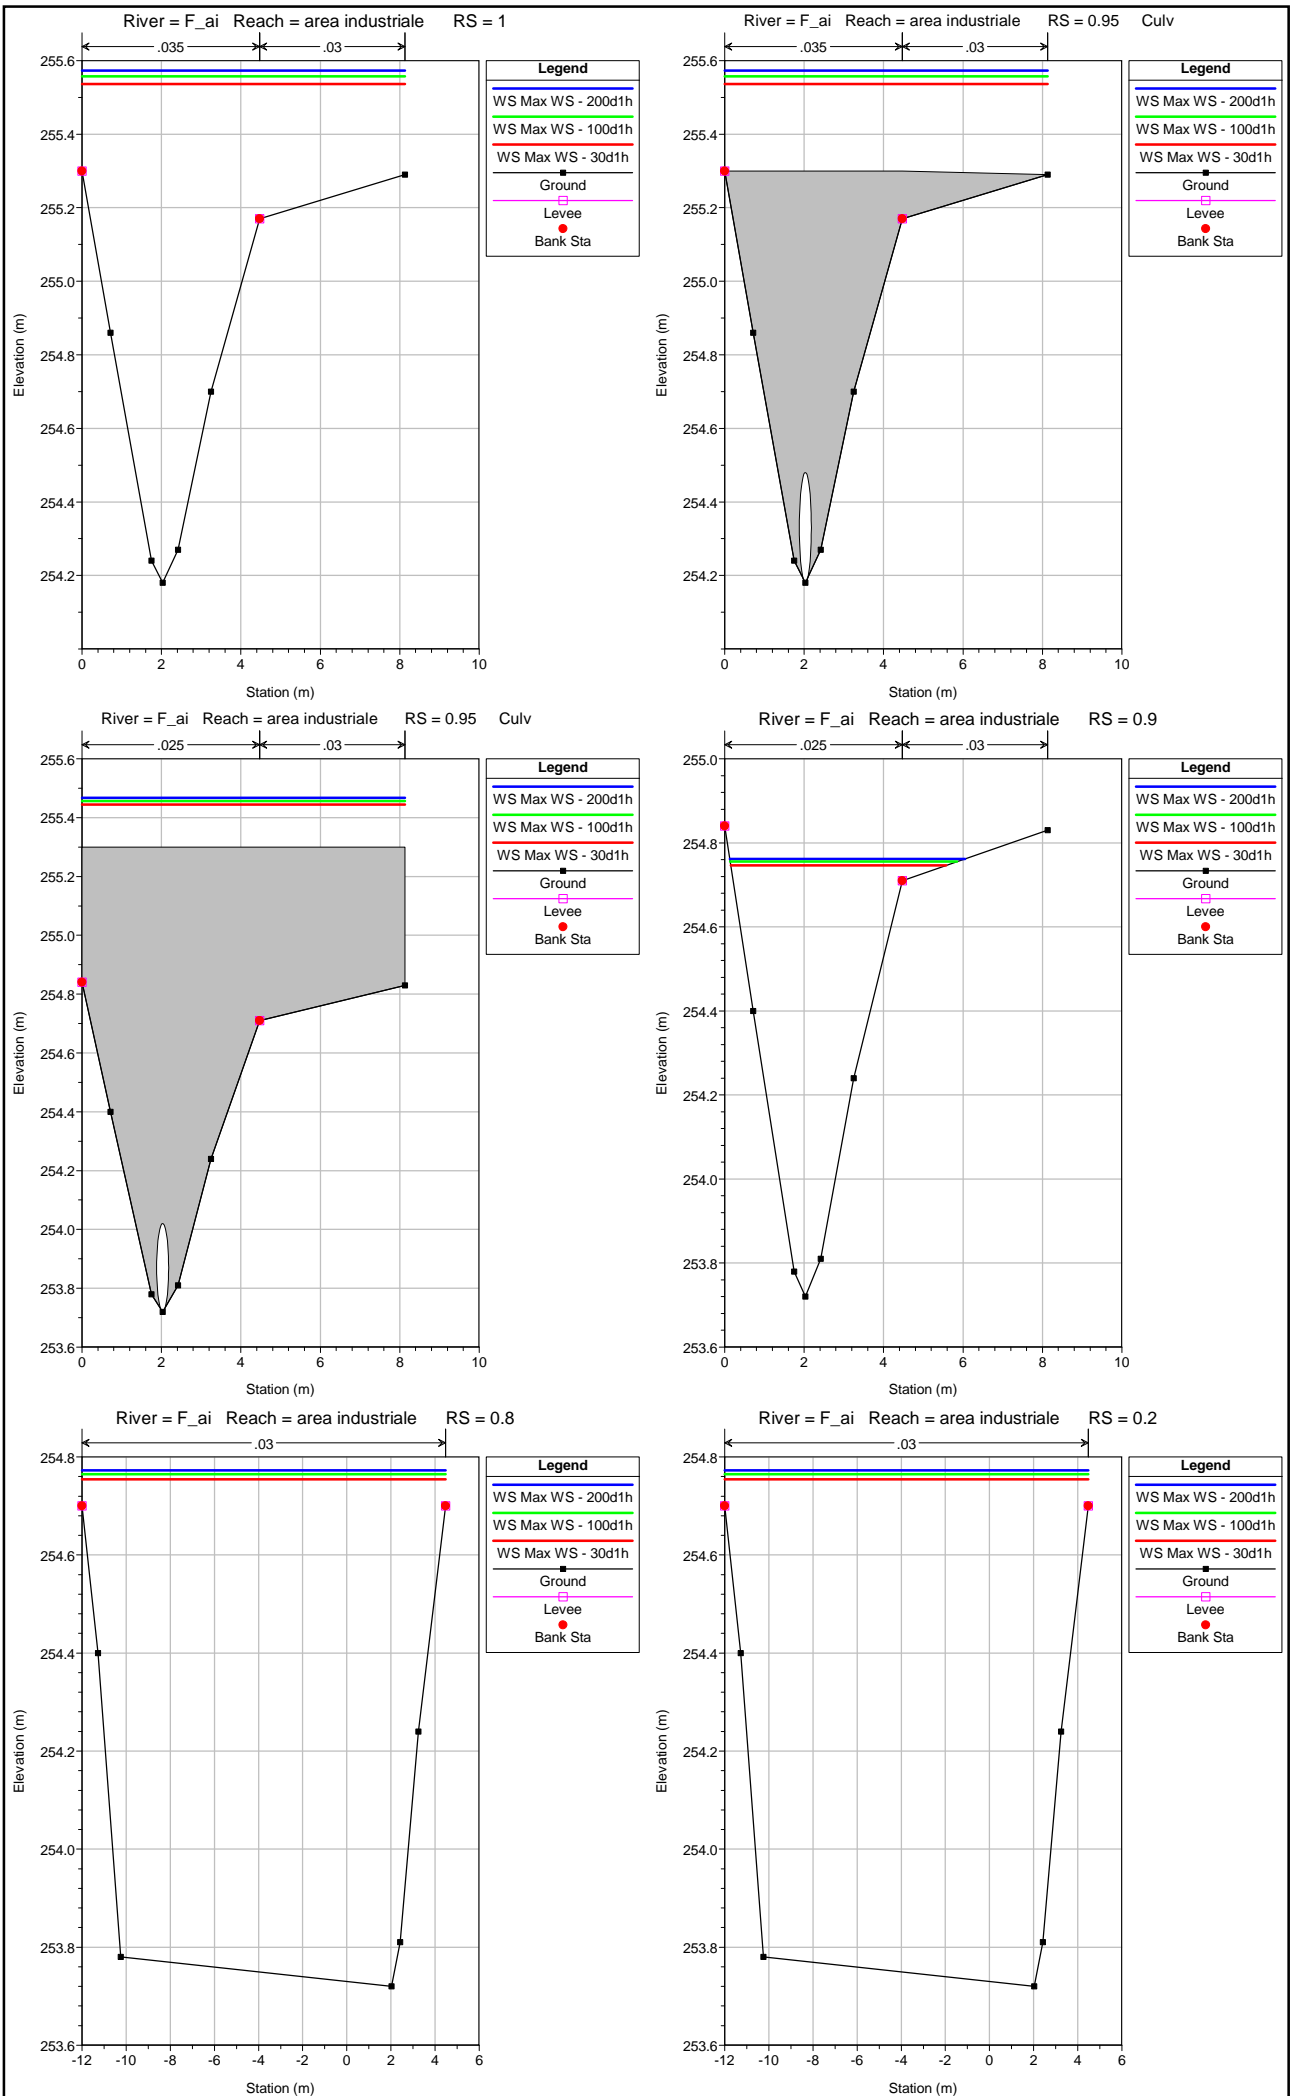 River = F_ai Reach = area industriale RS = 1
.035 .03
255.6
255.4
255.2
255.0
254.8
254.6
254.4
254.2
Elevation (m)
0 2 4 6 8 10
Station (m)
Legend
WS Max WS - 200d1h
WS Max WS - 100d1h
WS Max WS - 30d1h
Ground
Levee
Bank Sta
River = F_ai Reach = area industriale RS = 0.95 Culv
.035 .03
255.6
255.4
255.2
255.0
254.8
254.6
254.4
254.2
Elevation (m)
0 2 4 6 8 10
Station (m)
Legend
WS Max WS - 200d1h
WS Max WS - 100d1h
WS Max WS - 30d1h
Ground
Levee
Bank Sta
River = F_ai Reach = area industriale RS = 0.95 Culv
.025 .03
255.6
255.4
255.2
255.0
254.8
254.6
254.4
254.2
254.0
253.8
253.6
Elevation (m)
0 2 4 6 8 10
Station (m)
Legend
WS Max WS - 200d1h
WS Max WS - 100d1h
WS Max WS - 30d1h
Ground
Levee
Bank Sta
River = F_ai Reach = area industriale RS = 0.9
.025 .03
255.0
254.8
254.6
254.4
254.2
254.0
253.8
253.6
Elevation (m)
0 2 4 6 8 10
Station (m)
Legend
WS Max WS - 200d1h
WS Max WS - 100d1h
WS Max WS - 30d1h
Ground
Levee
Bank Sta
River = F_ai Reach = area industriale RS = 0.8
.03
254.8
254.6
254.4
254.2
254.0
253.8
253.6
Elevation (m)
-12 -10 -8 -6 -4 -2 0 2 4 6
Station (m)
Legend
WS Max WS - 200d1h
WS Max WS - 100d1h
WS Max WS - 30d1h
Ground
Levee
Bank Sta
River = F_ai Reach = area industriale RS = 0.2
.03
254.8
254.6
254.4
254.2
254.0
253.8
253.6
Elevation (m)
-12 -10 -8 -6 -4 -2 0 2 4 6
Station (m)
Legend
WS Max WS - 200d1h
WS Max WS - 100d1h
WS Max WS - 30d1h
Ground
Levee
Bank Sta